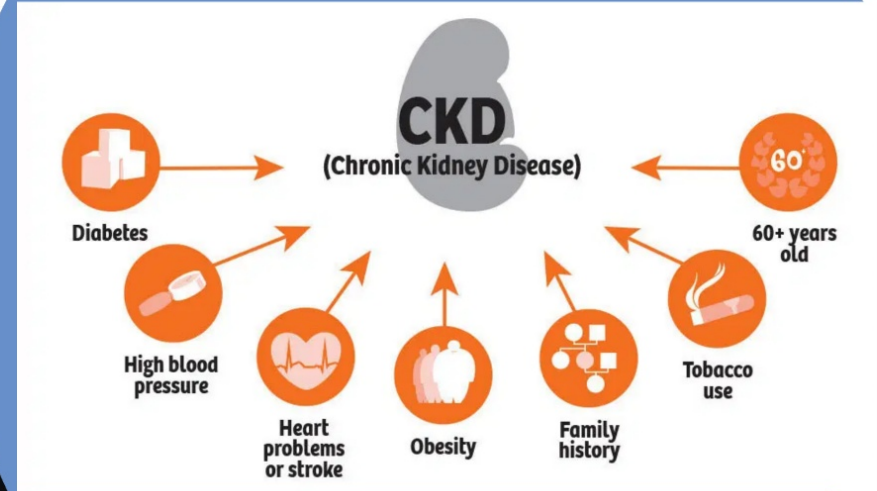 CKD
(Chronic Kidney Disease)
Diabetes
High blood
pressure
Heart
problems
or stroke
Obesity
Family
history
Tobacco
use
60+
60+ years
old